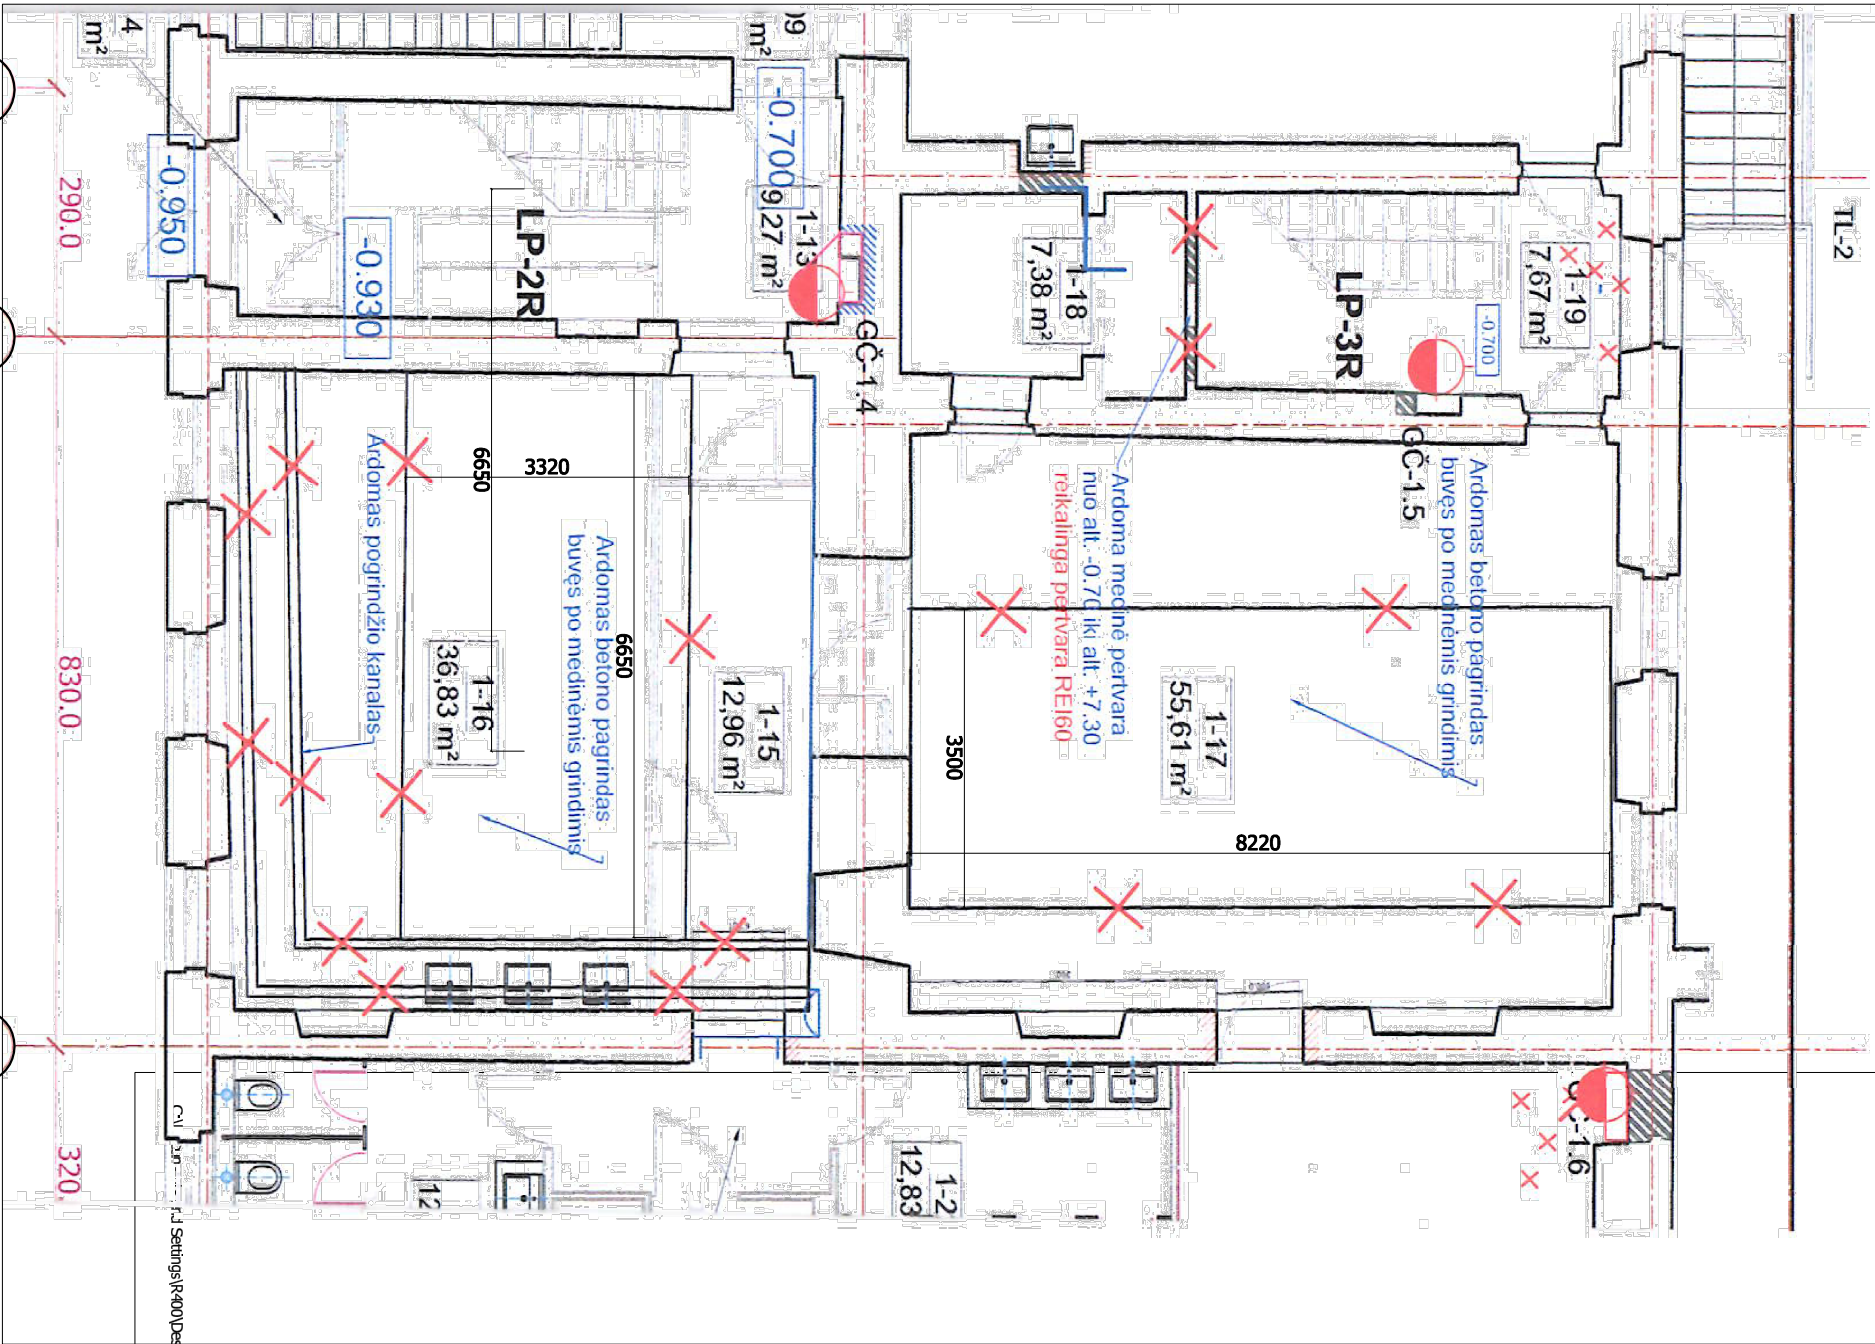 4
m²
09
m²
-0.950
-0.930
-0.700
1-13
9,27 m²
LP-2R
GČ-1.4
1-18
7,38 m²
LP-3R
-0.700
1-19
7,67 m²
TL-2
GČ-1.5
290.0
830.0
320.
Ardomas pogrindžio kanalas
6650
3320
6650
1-16
36,83 m²
Ardomas betono pagrindas
buvęs po medinėmis grindimis
1-15
12,96 m²
Ardoma medinė pertvara
nuo alt. -0.70 iki alt. +7.30
reikalinga pertvara REI60
Ardomas betono pagrindas
buvęs po medinėmis grindimis
1-17
55,61 m²
3500
8220
12
1-2
12,83
-1.6
d Settings\R400\Des